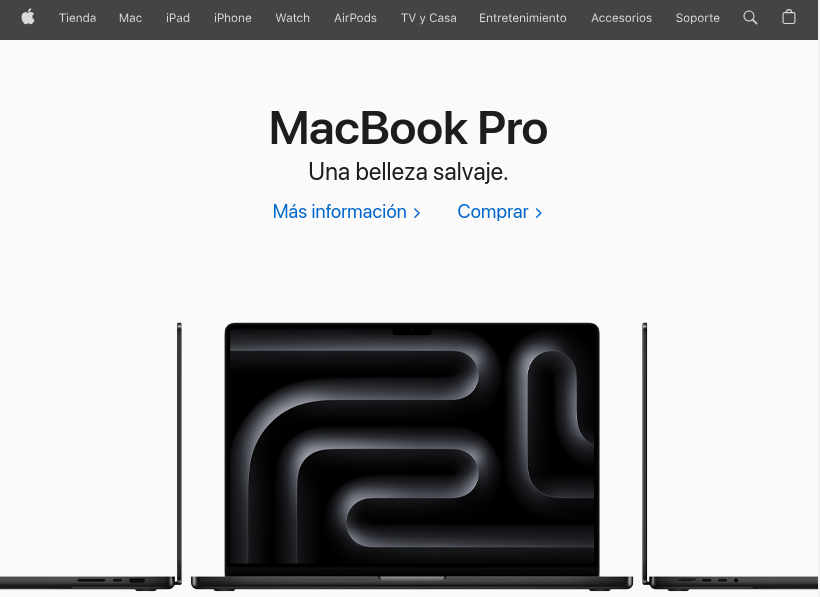 Tienda Mac iPad iPhone Watch AirPods TV y Casa Entretenimiento Accesorios Soporte
MacBook Pro
Una belleza salvaje.
Más información > Comprar >